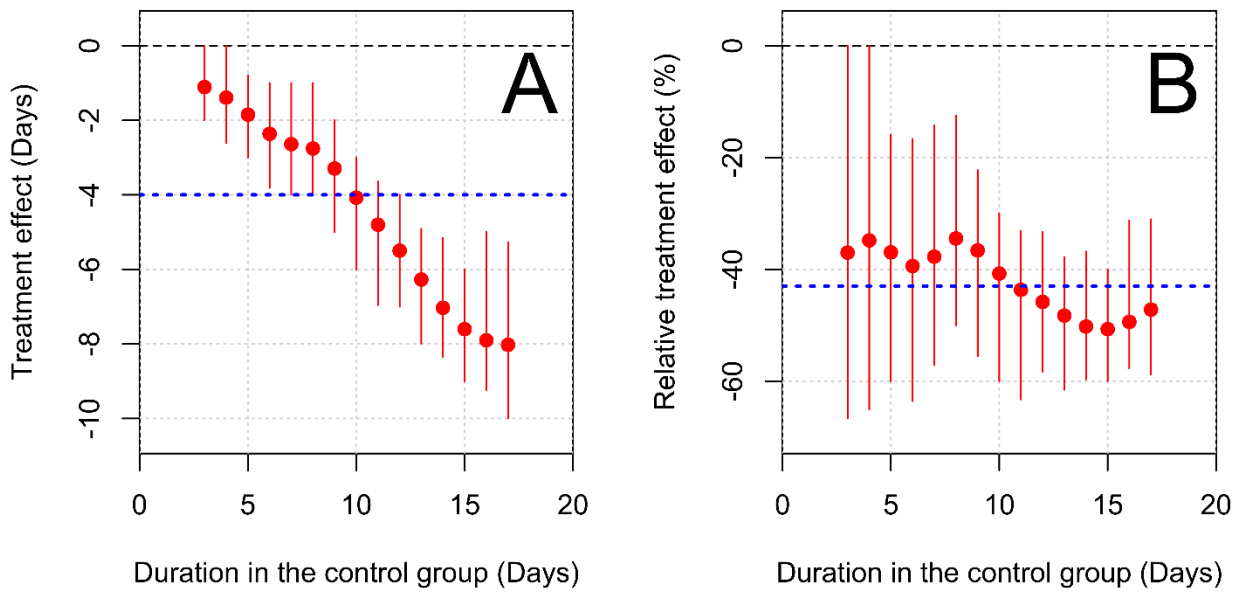 A
Treatment effect (Days)
0
-2
-4
-6
-8
-10
0 5 10 15 20
Duration in the control group (Days)
B
Relative treatment effect (%)
0
-20
-40
-60
0 5 10 15 20
Duration in the control group (Days)